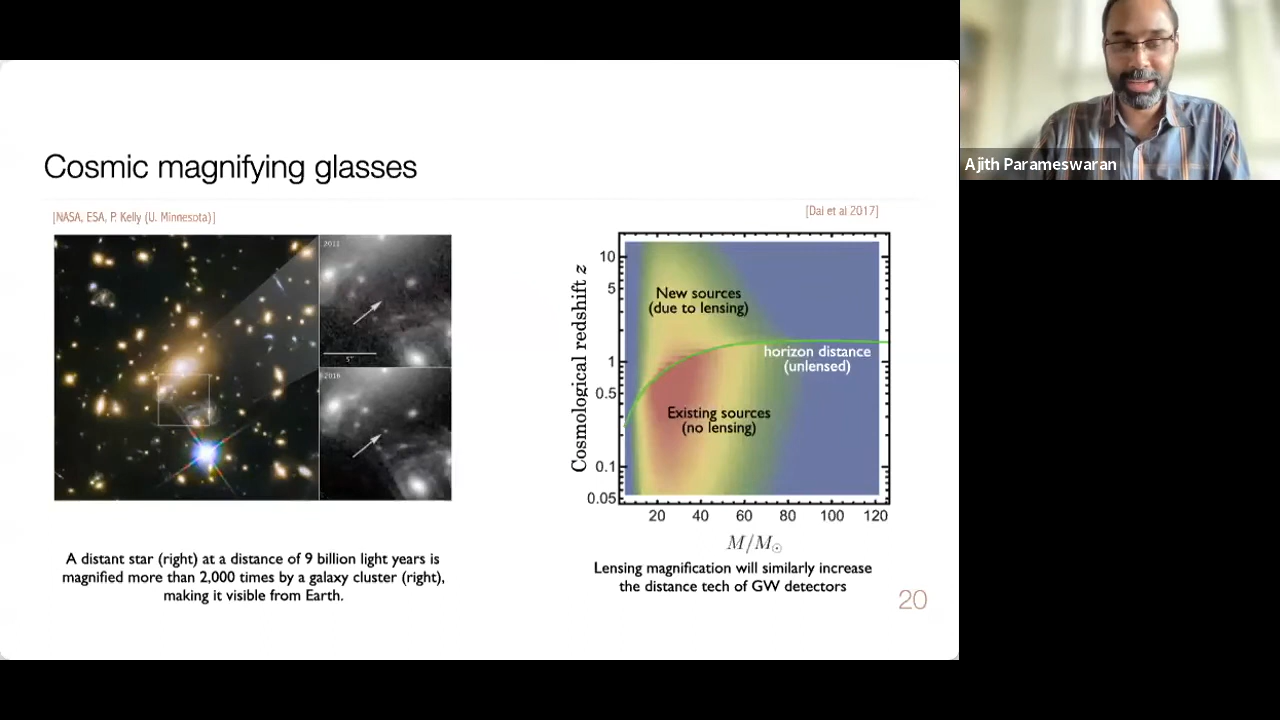 Ajith Parameswaran
Cosmic magnifying glasses
[NASA, ESA, P. Kelly (U. Minnesota)]
2011
5"
2016
A distant star (right) at a distance of 9 billion light years is
magnified more than 2,000 times by a galaxy cluster (right),
making it visible from Earth.
[Dai et al 2017]
Cosmological redshift z
10
5
1
0.5
0.1
0.05
New sources
(due to lensing)
horizon distance
(unlensed)
Existing sources
(no lensing)
20 40 60 80 100 120
M/M☉
Lensing magnification will similarly increase
the distance tech of GW detectors
20